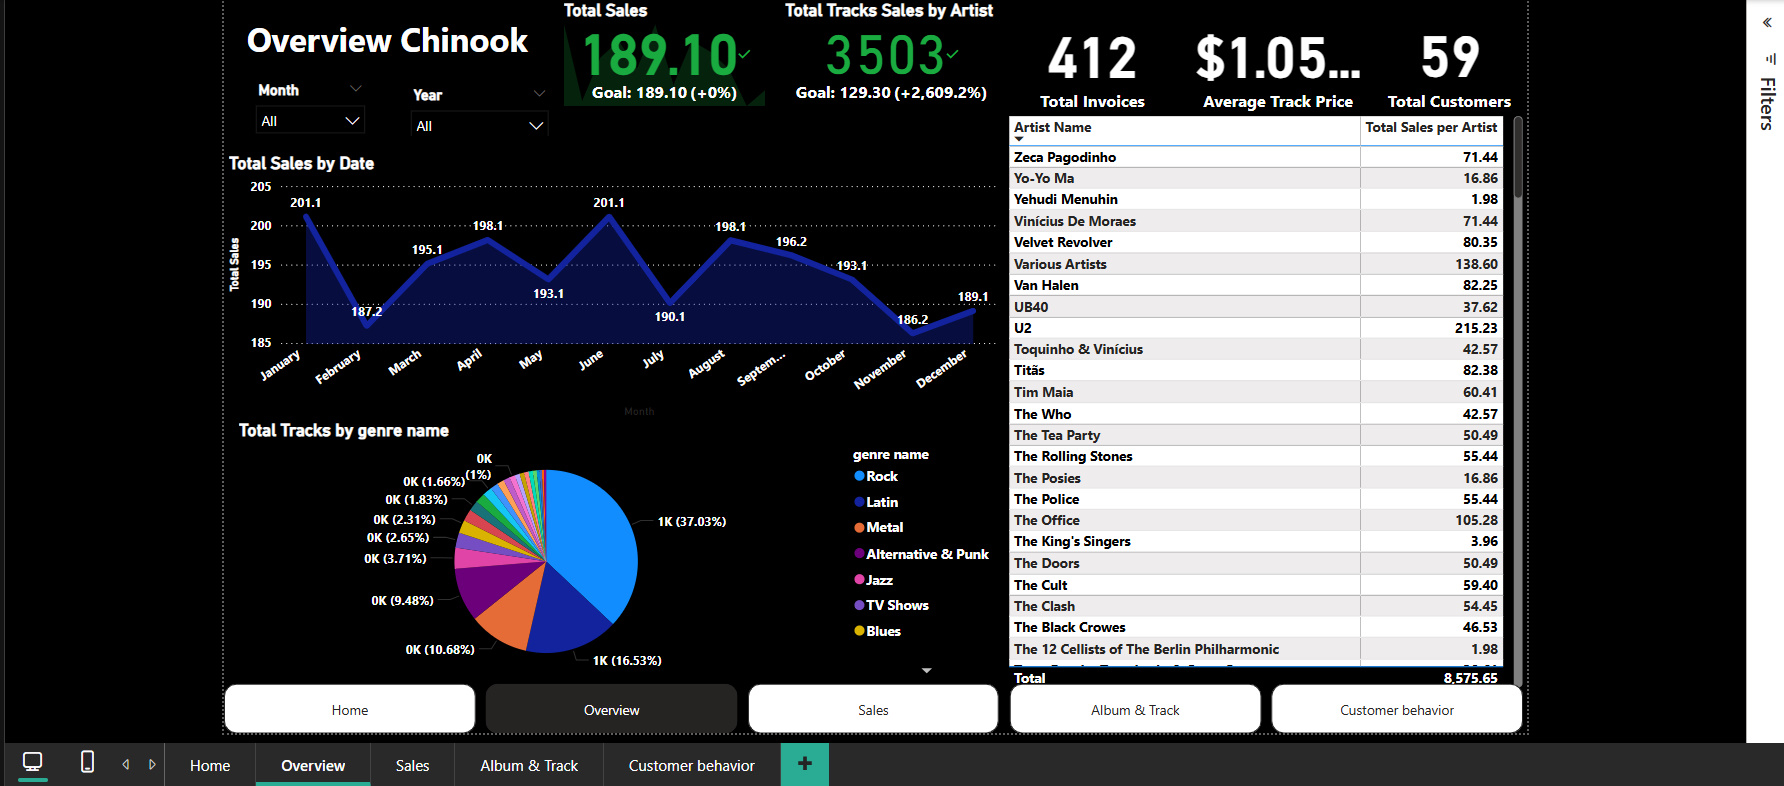 Overview Chinook
Month
All
Year
All
Total Sales
189.10
Goal: 189.10 (+0%)
Total Tracks Sales by Artist
3503
Goal: 129.30 (+2,609.2%)
412
Total Invoices
$1.05...
Average Track Price
59
Total Customers
Filters
Total Sales by Date
Total Sales
205
200
195
190
185
201.1
187.2
195.1
198.1
193.1
201.1
190.1
198.1
196.2
193.1
186.2
189.1
January
February
March
April
May
June
July
August
Septem...
October
November
December
Month
Artist Name Total Sales per Artist
Zeca Pagodinho 71.44
Yo-Yo Ma 16.86
Yehudi Menuhin 1.98
Vinícius De Moraes 71.44
Velvet Revolver 80.35
Various Artists 138.60
Van Halen 82.25
UB40 37.62
U2 215.23
Toquinho & Vinícius 42.57
Titãs 82.38
Tim Maia 60.41
The Who 42.57
The Tea Party 50.49
The Rolling Stones 55.44
The Posies 16.86
The Police 55.44
The Office 105.28
The King's Singers 3.96
The Doors 50.49
The Cult 59.40
The Clash 54.45
The Black Crowes 46.53
The 12 Cellists of The Berlin Philharmonic 1.98
Total 8,575.65
Total Tracks by genre name
0K
(1%)
0K (1.66%)
0K (1.83%)
0K (2.31%)
0K (2.65%)
0K (3.71%)
0K (9.48%)
0K (10.68%)
1K (16.53%)
1K (37.03%)
genre name
Rock
Latin
Metal
Alternative & Punk
Jazz
TV Shows
Blues
Home
Overview
Sales
Album & Track
Customer behavior
Home
Overview
Sales
Album & Track
Customer behavior
+